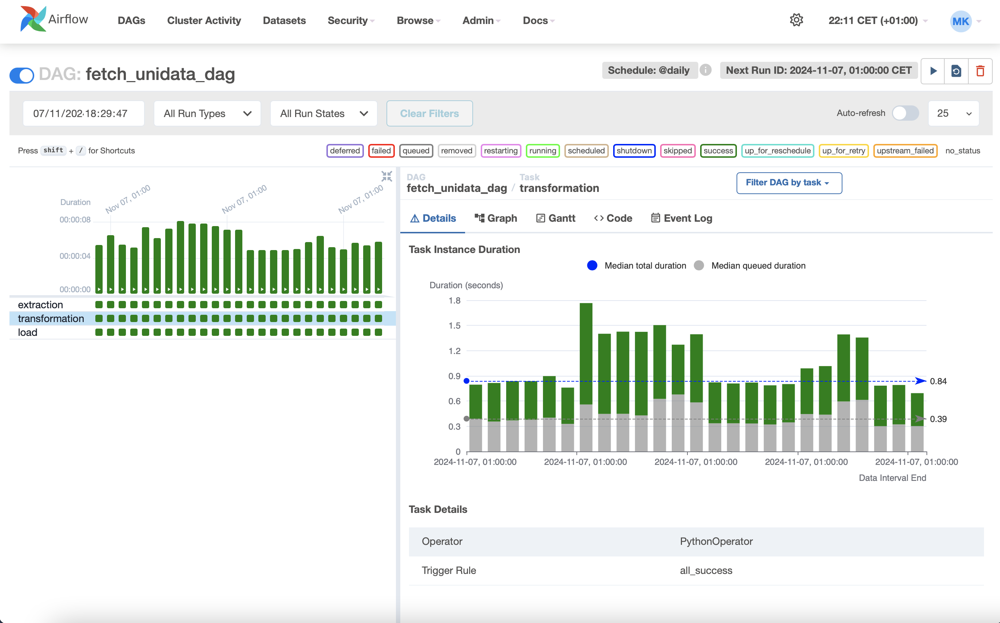 Airflow DAGs Cluster Activity Datasets Security Browse Admin Docs 22:11 CET (+01:00) MK
DAG: fetch_unidata_dag Schedule: @daily i Next Run ID: 2024-11-07, 01:00:00 CET
07/11/202 18:29:47 All Run Types All Run States Clear Filters Auto-refresh 25
Press shift + / for Shortcuts deferred failed queued removed restarting running scheduled shutdown skipped success up_for_reschedule up_for_retry upstream_failed no_status
Nov 07, 01:00 Nov 07, 01:00 Nov 07, 01:00
Duration
00:00:08
00:00:04
00:00:00
extraction
transformation
load
DAG Task
fetch_unidata_dag / transformation Filter DAG by task
Details Graph Gantt Code Event Log
Task Instance Duration
Median total duration Median queued duration
Duration (seconds)
1.8
1.5
1.2
0.9
0.84
0.6
0.39
0.3
0
2024-11-07, 01:00:00 2024-11-07, 01:00:00 2024-11-07, 01:00:00 2024-11-07, 01:00:00 2024-11-07, 01:00:00
Data Interval End
Task Details
Operator PythonOperator
Trigger Rule all_success